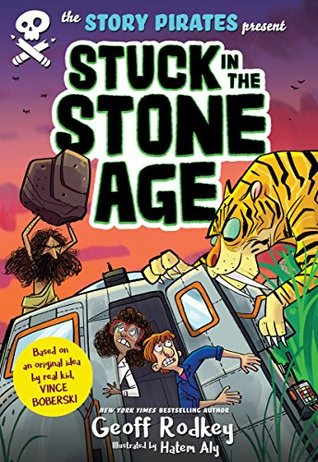 the STORY PIRATES present
STUCK IN
THE
STONE
AGE
Based on
an original idea
by real kid,
VINCE
BOBERSKI
NEW YORK TIMES BESTSELLING AUTHOR
Geoff Rodkey
Illustrated by Hatem Aly